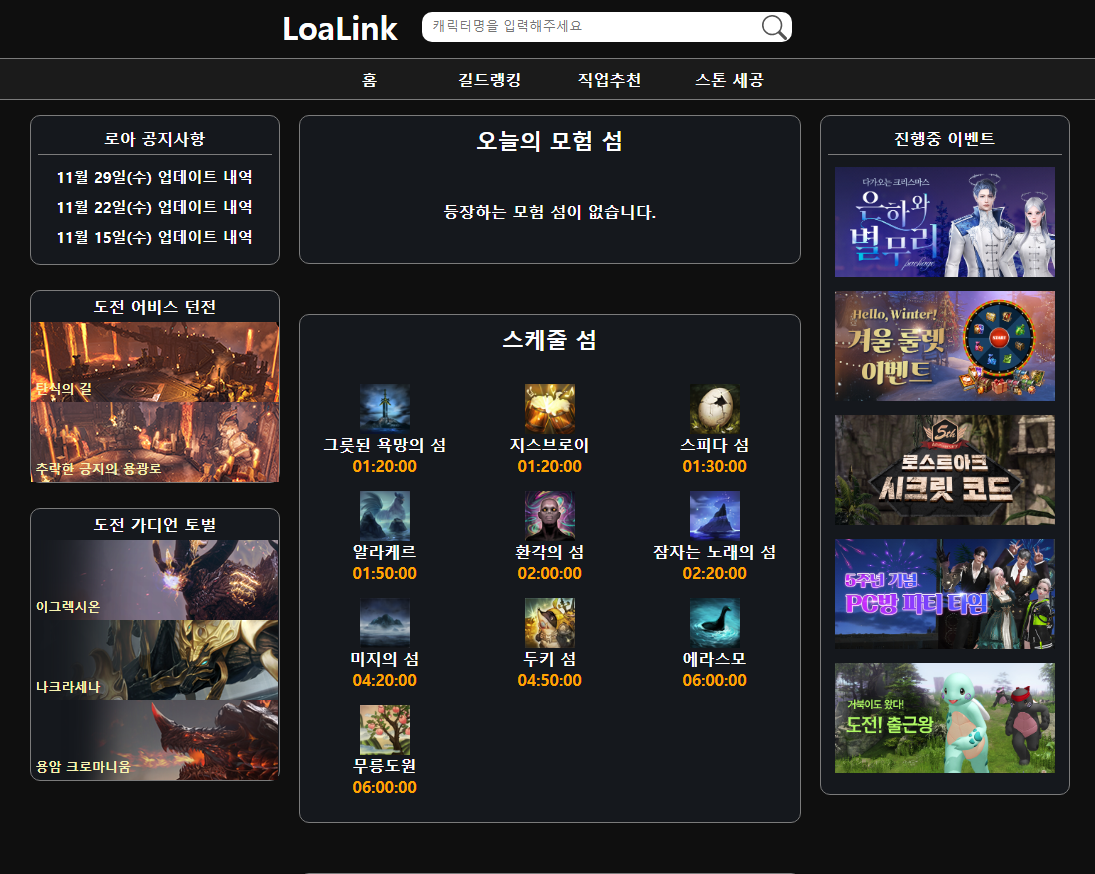 LoaLink
캐릭터명을 입력해주세요
홈
길드랭킹
직업추천
스톤 세공
로아 공지사항
11월 29일(수) 업데이트 내역
11월 22일(수) 업데이트 내역
11월 15일(수) 업데이트 내역
도전 어비스 던전
탄식의 길
추락한 긍지의 용광로
도전 가디언 토벌
이그렉시온
나크라세나
용암 크로마니움
오늘의 모험 섬
등장하는 모험 섬이 없습니다.
스케줄 섬
그릇된 욕망의 섬
01:20:00
지스브로이
01:20:00
스피다 섬
01:30:00
알라케르
01:50:00
환각의 섬
02:00:00
잠자는 노래의 섬
02:20:00
미지의 섬
04:20:00
두키 섬
04:50:00
에라스모
06:00:00
무릉도원
06:00:00
진행중 이벤트
다가오는 크리스마스
은하와
별무리
package
Hello, Winter!
겨울 룰렛
이벤트
START
5th
로스트아크
시크릿 코드
5주년 기념
PC방 파티 타임
거북이도 왔다!
도전! 출근왕